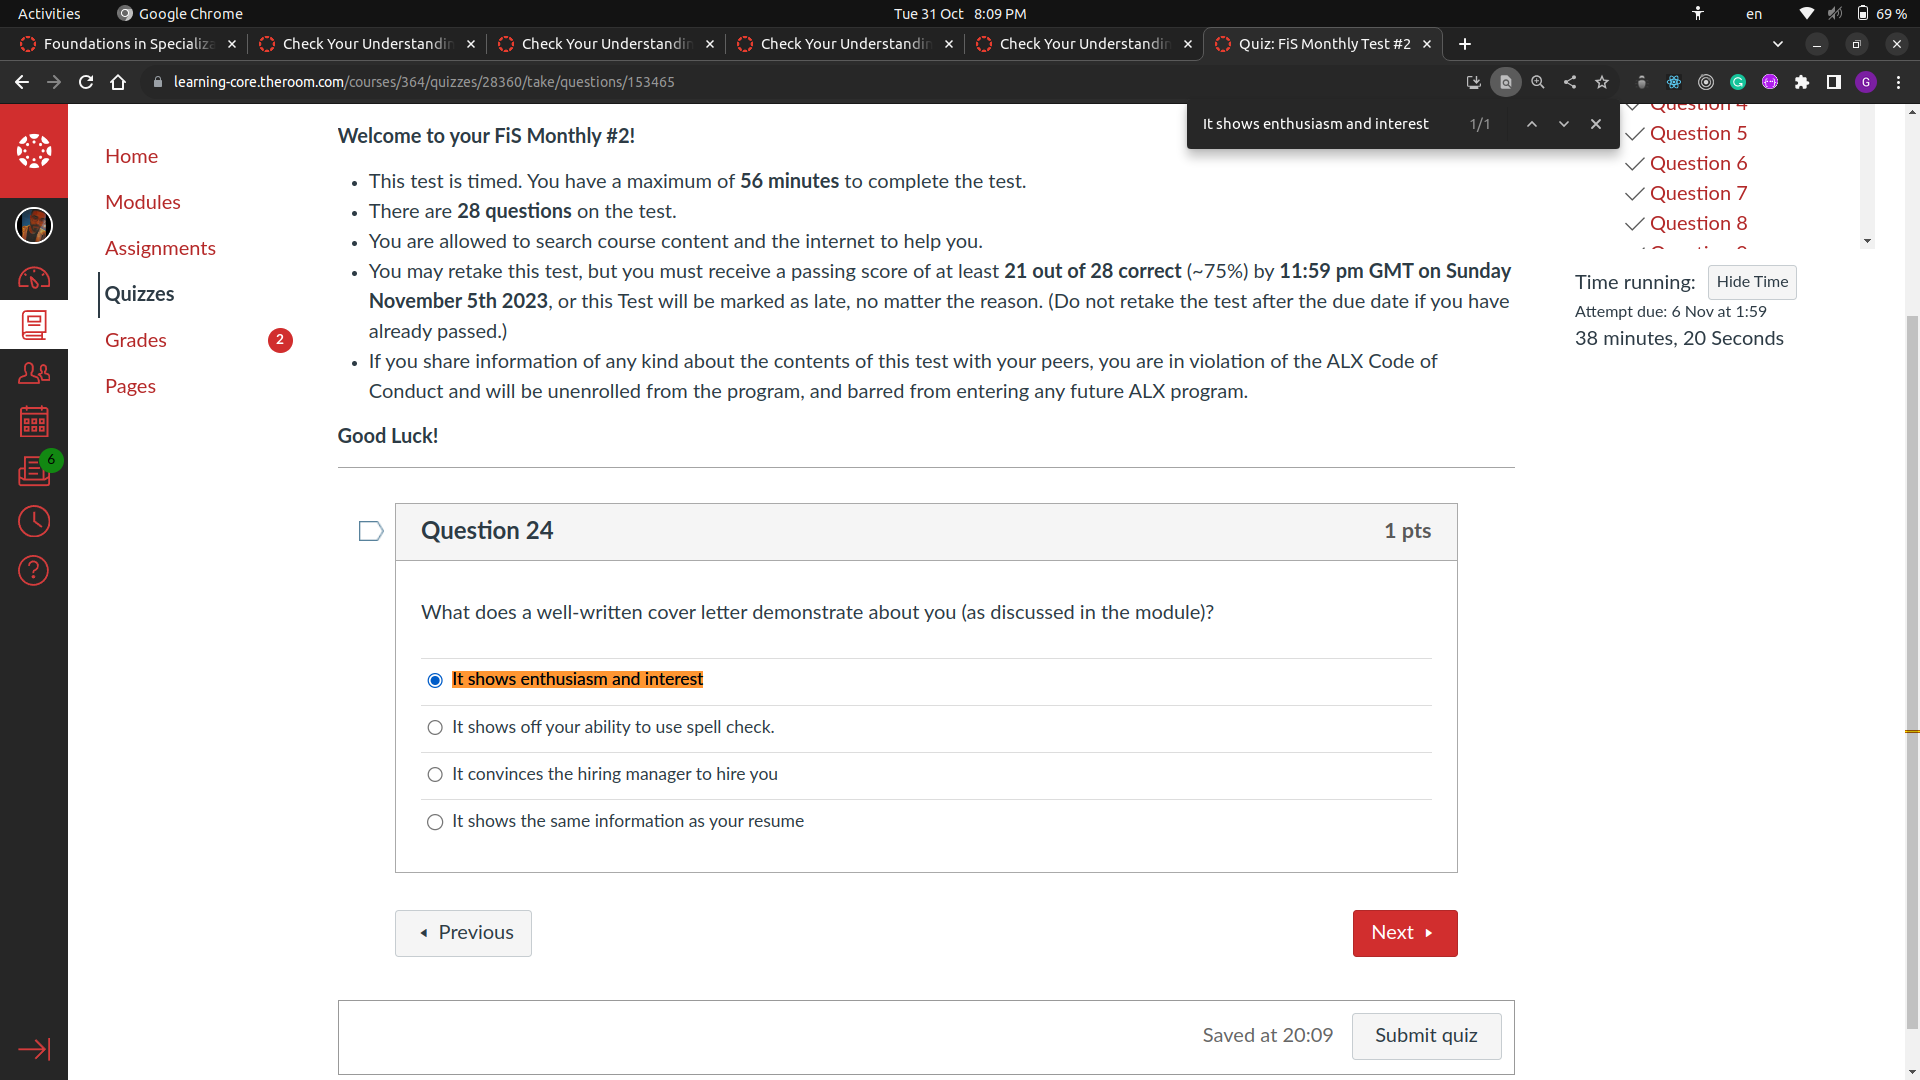 Activities
Google Chrome
Tue 31 Oct 8:09 PM
en
69 %
Foundations in Specializa
Check Your Understandin
Check Your Understandin
Check Your Understandin
Check Your Understandin
Quiz: FiS Monthly Test #2
learning-core.theroom.com/courses/364/quizzes/28360/take/questions/153465
G
It shows enthusiasm and interest
1/1
Home
Modules
Assignments
Quizzes
Grades
2
Pages
6
Welcome to your FiS Monthly #2!
This test is timed. You have a maximum of 56 minutes to complete the test.
There are 28 questions on the test.
You are allowed to search course content and the internet to help you.
You may retake this test, but you must receive a passing score of at least 21 out of 28 correct (~75%) by 11:59 pm GMT on Sunday
November 5th 2023, or this Test will be marked as late, no matter the reason. (Do not retake the test after the due date if you have
already passed.)
If you share information of any kind about the contents of this test with your peers, you are in violation of the ALX Code of
Conduct and will be unenrolled from the program, and barred from entering any future ALX program.
Good Luck!
Question 4
Question 5
Question 6
Question 7
Question 8
Time running:
Hide Time
Attempt due: 6 Nov at 1:59
38 minutes, 20 Seconds
Question 24
1 pts
What does a well-written cover letter demonstrate about you (as discussed in the module)?
It shows enthusiasm and interest
It shows off your ability to use spell check.
It convinces the hiring manager to hire you
It shows the same information as your resume
Previous
Next
Saved at 20:09
Submit quiz